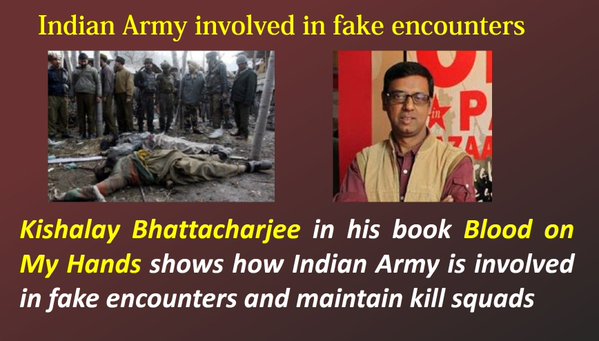 Indian Army involved in fake encounters
Kishalay Bhattacharjee in his book Blood on
My Hands shows how Indian Army is involved
in fake encounters and maintain kill squads